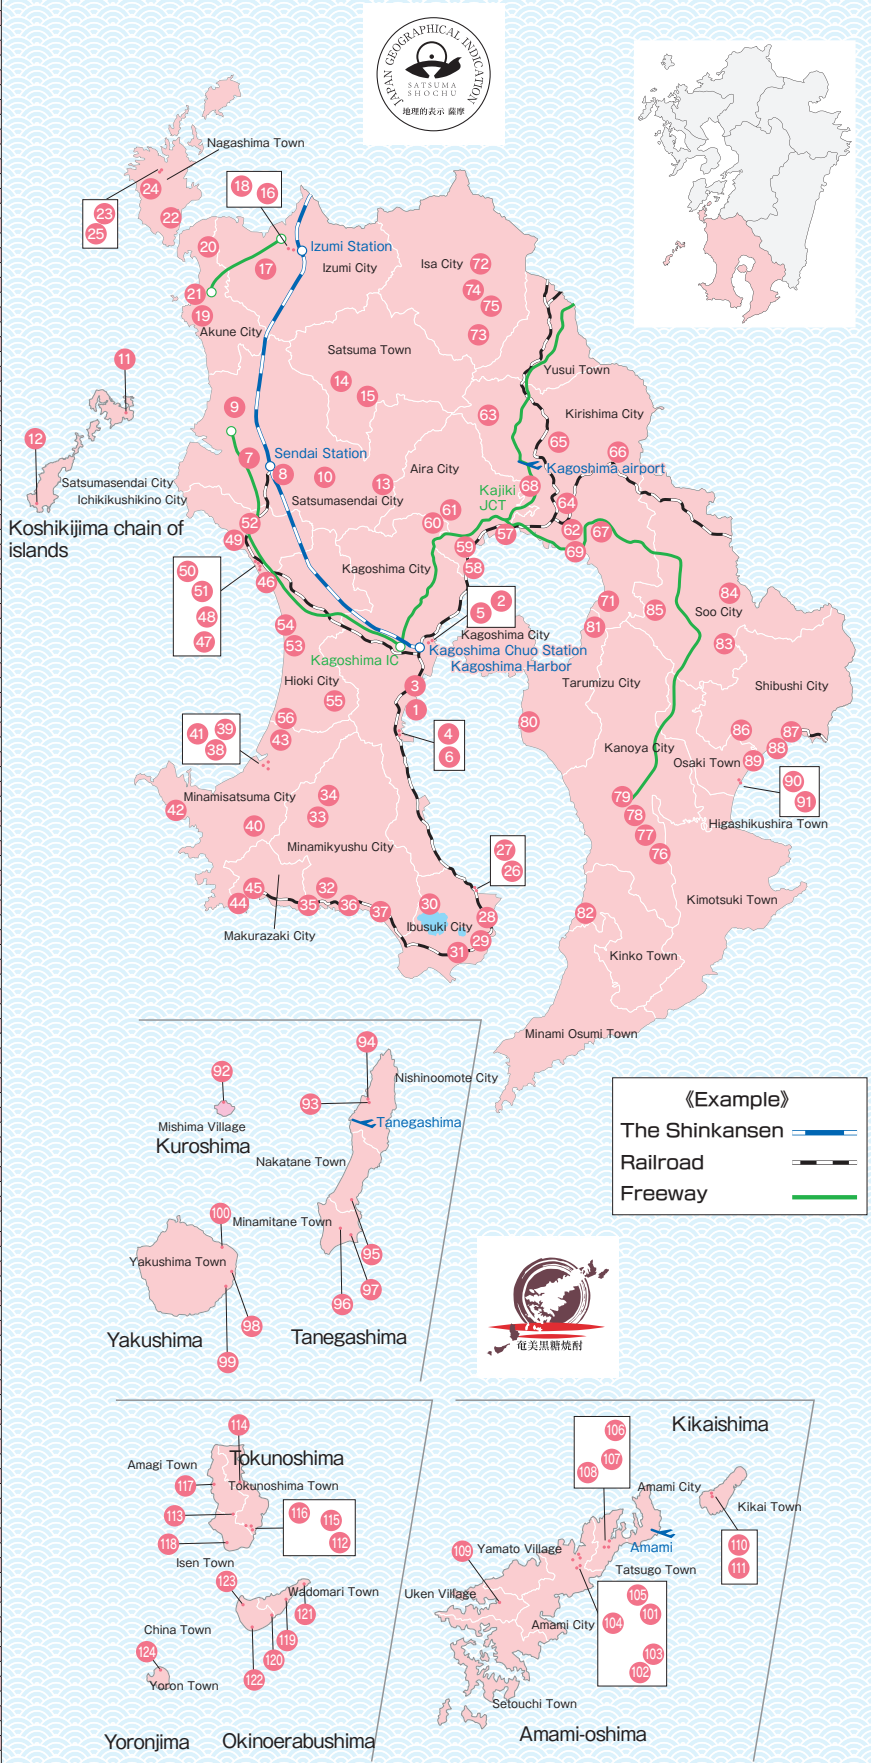 JAPAN GEOGRAPHICAL INDICATION
SATSUMA
SHOCHU
地理的表示 薩摩
Nagashima Town
24
23
25
22
18
16
20
Izumi Station
17
Izumi City
21
19
Akune City
Isa City
72
74
75
73
Satsuma Town
14
15
Yusui Town
Kirishima City
63
65
66
11
12
9
7
Sendai Station
8
10
13
Satsumasendai City
Aira City
Kagoshima airport
68
Kajiki
JCT
64
Satsumasendai City
Ichikikushikino City
Koshikijima chain of
islands
52
49
60
61
59
57
58
62
69
67
Kagoshima City
50
51
48
47
46
2
5
71
81
85
84
Soo City
83
54
53
Kagoshima City
Kagoshima Chuo Station
Kagoshima Harbor
Kagoshima IC
Hioki City
55
3
1
Tarumizu City
Shibushi City
56
43
41
39
38
4
6
80
Kanoya City
86
87
88
Osaki Town
89
90
91
Higashikushira Town
42
Minamisatsuma City
34
33
40
Minamikyushu City
79
78
77
76
27
26
45
44
32
35
36
37
30
28
Ibusuki City
29
31
Makurazaki City
82
Kimotsuki Town
Kinko Town
Minami Osumi Town
94
92
93
Nishinoomote City
Mishima Village
Kuroshima
Tanegashima
Nakatane Town
100
Minamitane Town
Yakushima Town
95
97
96
98
99
Yakushima
Tanegashima
《Example》
The Shinkansen
Railroad
Freeway
奄美黒糖焼酎
114
Tokunoshima
Amagi Town
117
Tokunoshima Town
113
116
115
112
118
Isen Town
123
Wadomari Town
121
China Town
119
120
122
124
Yoron Town
Yoronjima
Okinoerabushima
106
107
108
Kikaishima
Amami City
Kikai Town
110
111
109
Yamato Village
Amami
Tatsugo Town
Uken Village
Amami City
105
101
104
103
102
Setouchi Town
Amami-oshima